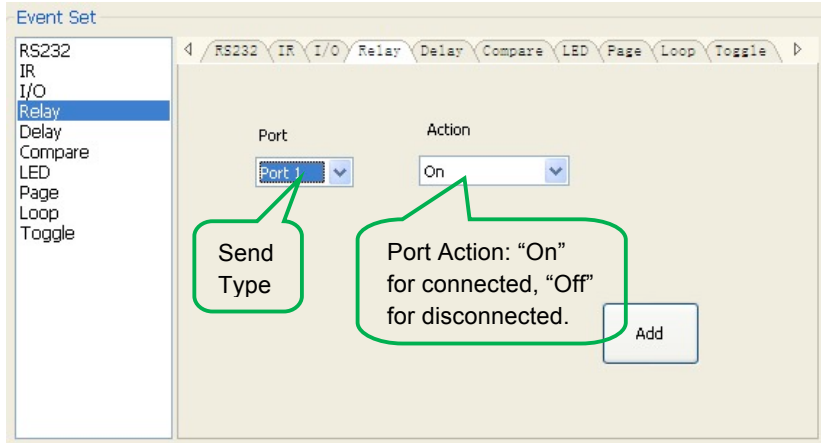 Event Set
RS232
IR
I/O
Relay
Delay
Compare
LED
Page
Loop
Toggle
RS232 IR I/O Relay Delay Compare LED Page Loop Toggle
Port Action
Port 1 On
Send
Type
Port Action: “On”
for connected, “Off”
for disconnected.
Add